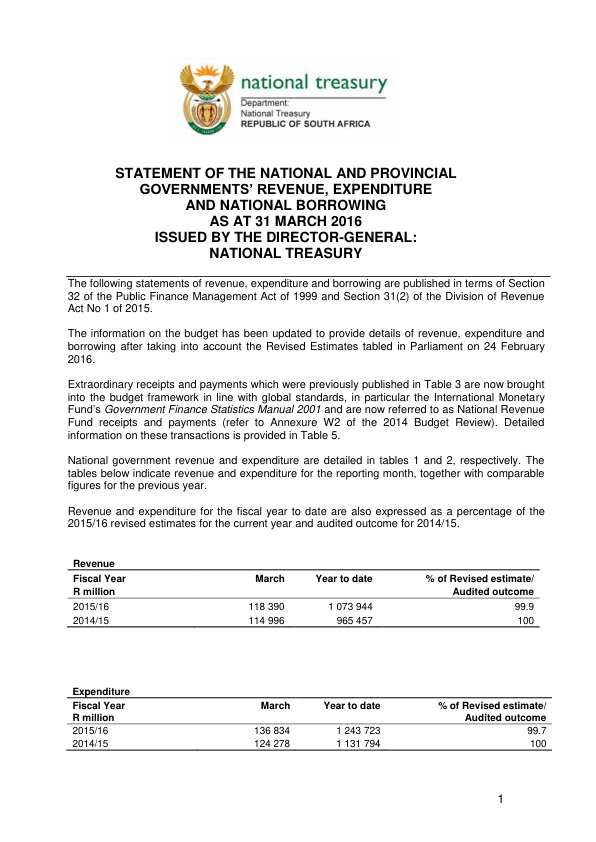 national treasury
Department:
National Treasury
REPUBLIC OF SOUTH AFRICA
STATEMENT OF THE NATIONAL AND PROVINCIAL
GOVERNMENTS' REVENUE, EXPENDITURE
AND NATIONAL BORROWING
AS AT 31 MARCH 2016
ISSUED BY THE DIRECTOR-GENERAL:
NATIONAL TREASURY
The following statements of revenue, expenditure and borrowing are published in terms of Section
32 of the Public Finance Management Act of 1999 and Section 31(2) of the Division of Revenue
Act No 1 of 2015.
The information on the budget has been updated to provide details of revenue, expenditure and
borrowing after taking into account the Revised Estimates tabled in Parliament on 24 February
2016.
Extraordinary receipts and payments which were previously published in Table 3 are now brought
into the budget framework in line with global standards, in particular the International Monetary
Fund's Government Finance Statistics Manual 2001 and are now referred to as National Revenue
Fund receipts and payments (refer to Annexure W2 of the 2014 Budget Review). Detailed
information on these transactions is provided in Table 5.
National government revenue and expenditure are detailed in tables 1 and 2, respectively. The
tables below indicate revenue and expenditure for the reporting month, together with comparable
figures for the previous year.
Revenue and expenditure for the fiscal year to date are also expressed as a percentage of the
2015/16 revised estimates for the current year and audited outcome for 2014/15.
Revenue
Fiscal Year March Year to date % of Revised estimate/
R million Audited outcome
2015/16 118 390 1 073 944 99.9
2014/15 114 996 965 457 100
Expenditure
Fiscal Year March Year to date % of Revised estimate/
R million Audited outcome
2015/16 136 834 1 243 723 99.7
2014/15 124 278 1 131 794 100
1